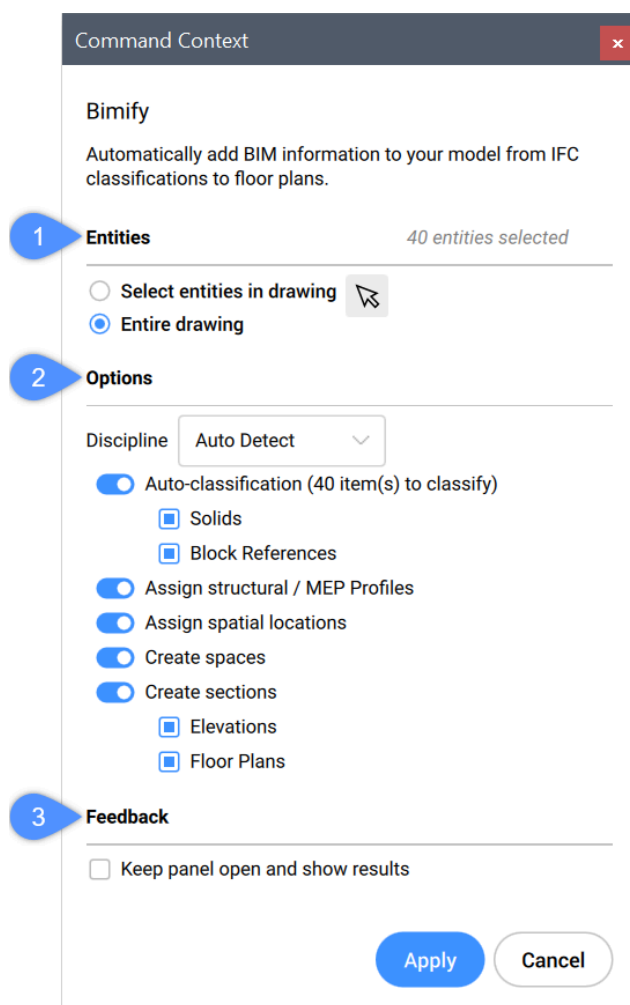 Command Context
x
Bimify
Automatically add BIM information to your model from IFC
classifications to floor plans.
1 Entities 40 entities selected
Select entities in drawing
Entire drawing
2 Options
Discipline Auto Detect
Auto-classification (40 item(s) to classify)
Solids
Block References
Assign structural / MEP Profiles
Assign spatial locations
Create spaces
Create sections
Elevations
Floor Plans
3 Feedback
Keep panel open and show results
Apply Cancel